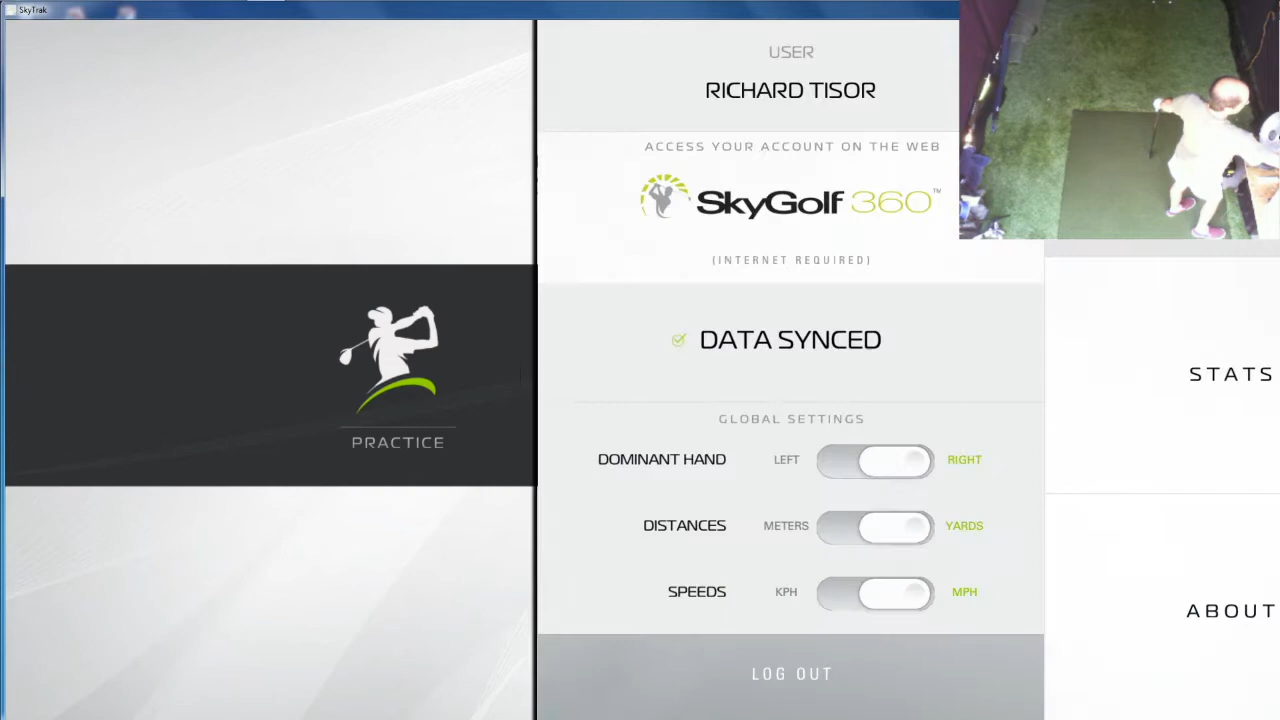 SkyTrak
USER
RICHARD TISOR
ACCESS YOUR ACCOUNT ON THE WEB
SkyGolf 360™
(INTERNET REQUIRED)
DATA SYNCED
PRACTICE
GLOBAL SETTINGS
DOMINANT HAND LEFT RIGHT
DISTANCES METERS YARDS
SPEEDS KPH MPH
LOG OUT
STATS
ABOUT